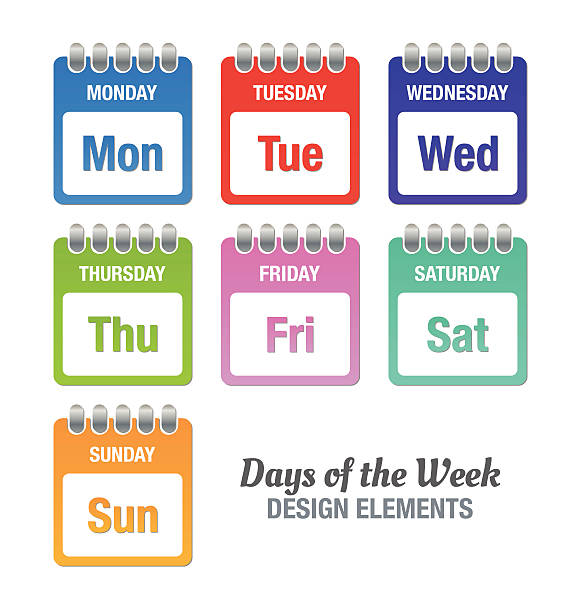 MONDAY
Mon
TUESDAY
Tue
WEDNESDAY
Wed
THURSDAY
Thu
FRIDAY
Fri
SATURDAY
Sat
SUNDAY
Sun
Days of the Week
DESIGN ELEMENTS